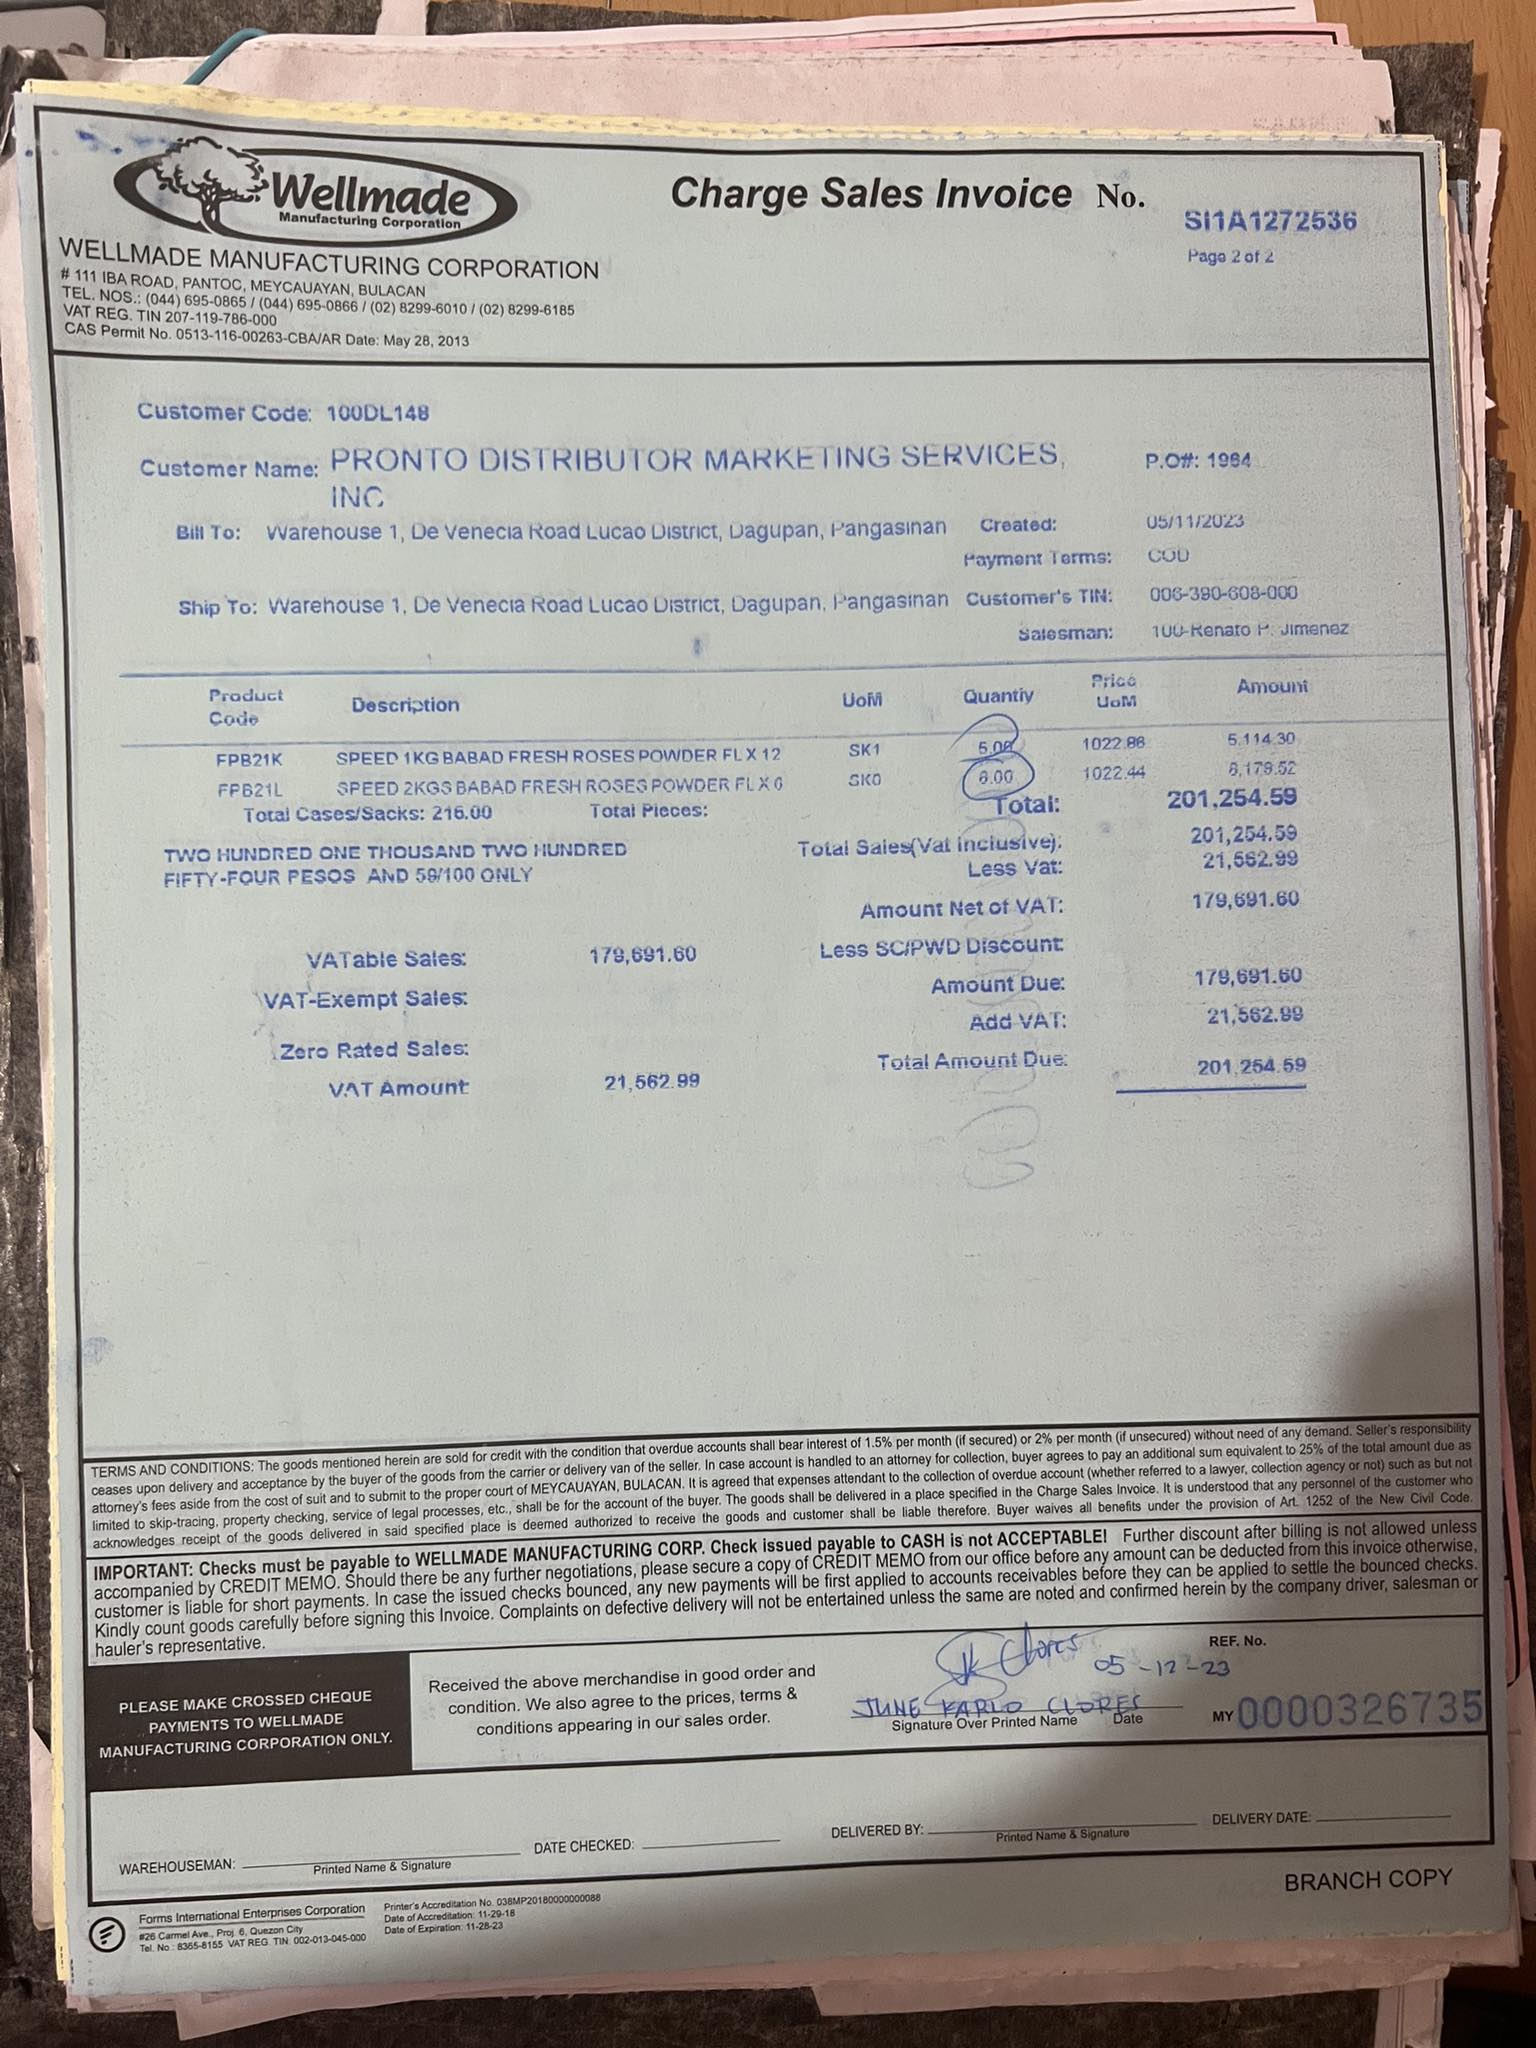 Wellmade
Manufacturing Corporation
Charge Sales Invoice No.
SI1A1272536
Page 2 of 2
WELLMADE MANUFACTURING CORPORATION
# 111 IBA ROAD, PANTOC, MEYCAUAYAN, BULACAN
TEL. NOS.: (044) 695-0865 / (044) 695-0866 / (02) 8299-6010 / (02) 8299-6185
VAT REG. TIN 207-119-786-000
CAS Permit No. 0513-116-00263-CBA/AR Date: May 28, 2013
Customer Code: 100DL148
Customer Name: PRONTO DISTRIBUTOR MARKETING SERVICES, INC
P.O#: 1964
Bill To: Warehouse 1, De Venecia Road Lucao District, Dagupan, Pangasinan
Created: 05/11/2023
Payment Terms: COD
Ship To: Warehouse 1, De Venecia Road Lucao District, Dagupan, Pangasinan
Customer's TIN: 006-390-608-000
Salesman: 100-Renato P. Jimenez
Product Code Description UoM Quantiy Price UoM Amount
FPB21K SPEED 1KG BABAD FRESH ROSES POWDER FL X 12 SK1 5.00 1022.86 5,114.30
FPB21L SPEED 2KGS BABAD FRESH ROSES POWDER FL X 6 SK0 1022.44
Total Cases/Sacks: 216.00 Total Pieces: Total: 201,254.59
TWO HUNDRED ONE THOUSAND TWO HUNDRED
FIFTY-FOUR PESOS AND 59/100 ONLY
Total Sales(Vat inclusive): 201,254.59
Less Vat: 21,562.99
Amount Net of VAT: 179,691.60
VATable Sales: 179,691.60
Less SC/PWD Discount:
VAT-Exempt Sales:
Amount Due: 179,691.60
Add VAT: 21,562.99
Zero Rated Sales:
Total Amount Due: 201,254.59
VAT Amount: 21,562.99
TERMS AND CONDITIONS: The goods mentioned herein are sold for credit with the condition that overdue accounts shall bear interest of 1.5% per month (if secured) or 2% per month (if unsecured) without need of any demand. Seller's responsibility
ceases upon delivery and acceptance by the buyer of the goods from the carrier or delivery van of the seller. In case account is handled to an attorney for collection, buyer agrees to pay an additional sum equivalent to 25% of the total amount due as
attorney's fees aside from the cost of suit and to submit to the proper court of MEYCAUAYAN, BULACAN. It is agreed that expenses attendant to the collection of overdue account (whether referred to a lawyer, collection agency or not) such as but not
limited to skip-tracing, property checking, service of legal processes, etc., shall be for the account of the buyer. The goods shall be delivered in a place specified in the Charge Sales Invoice. It is understood that any personnel of the customer who
acknowledges receipt of the goods delivered in said specified place is deemed authorized to receive the goods and customer shall be liable therefore. Buyer waives all benefits under the provision of Art. 1252 of the New Civil Code.
IMPORTANT: Checks must be payable to WELLMADE MANUFACTURING CORP. Check issued payable to CASH is not ACCEPTABLE! Further discount after billing is not allowed unless
accompanied by CREDIT MEMO. Should there be any further negotiations, please secure a copy of CREDIT MEMO from our office before any amount can be deducted from this invoice otherwise,
customer is liable for short payments. In case the issued checks bounced, any new payments will be first applied to accounts receivables before they can be applied to settle the bounced checks.
Kindly count goods carefully before signing this Invoice. Complaints on defective delivery will not be entertained unless the same are noted and confirmed herein by the company driver, salesman or
hauler's representative.
PLEASE MAKE CROSSED CHEQUE
PAYMENTS TO WELLMADE
MANUFACTURING CORPORATION ONLY.
Received the above merchandise in good order and
condition. We also agree to the prices, terms &
conditions appearing in our sales order.
Clores 05-12-23
JUNE KARLO CLORES
Signature Over Printed Name Date
REF. No.
MY 0000326735
WAREHOUSEMAN:
Printed Name & Signature
DATE CHECKED:
DELIVERED BY:
Printed Name & Signature
DELIVERY DATE:
BRANCH COPY
Forms International Enterprises Corporation
#26 Carmel Ave., Proj. 6, Quezon City
Tel. No.: 8365-8155 VAT REG. TIN: 002-013-045-000
Printer's Accreditation No. 038MP20180000000088
Date of Accreditation: 11-29-18
Date of Expiration: 11-28-23